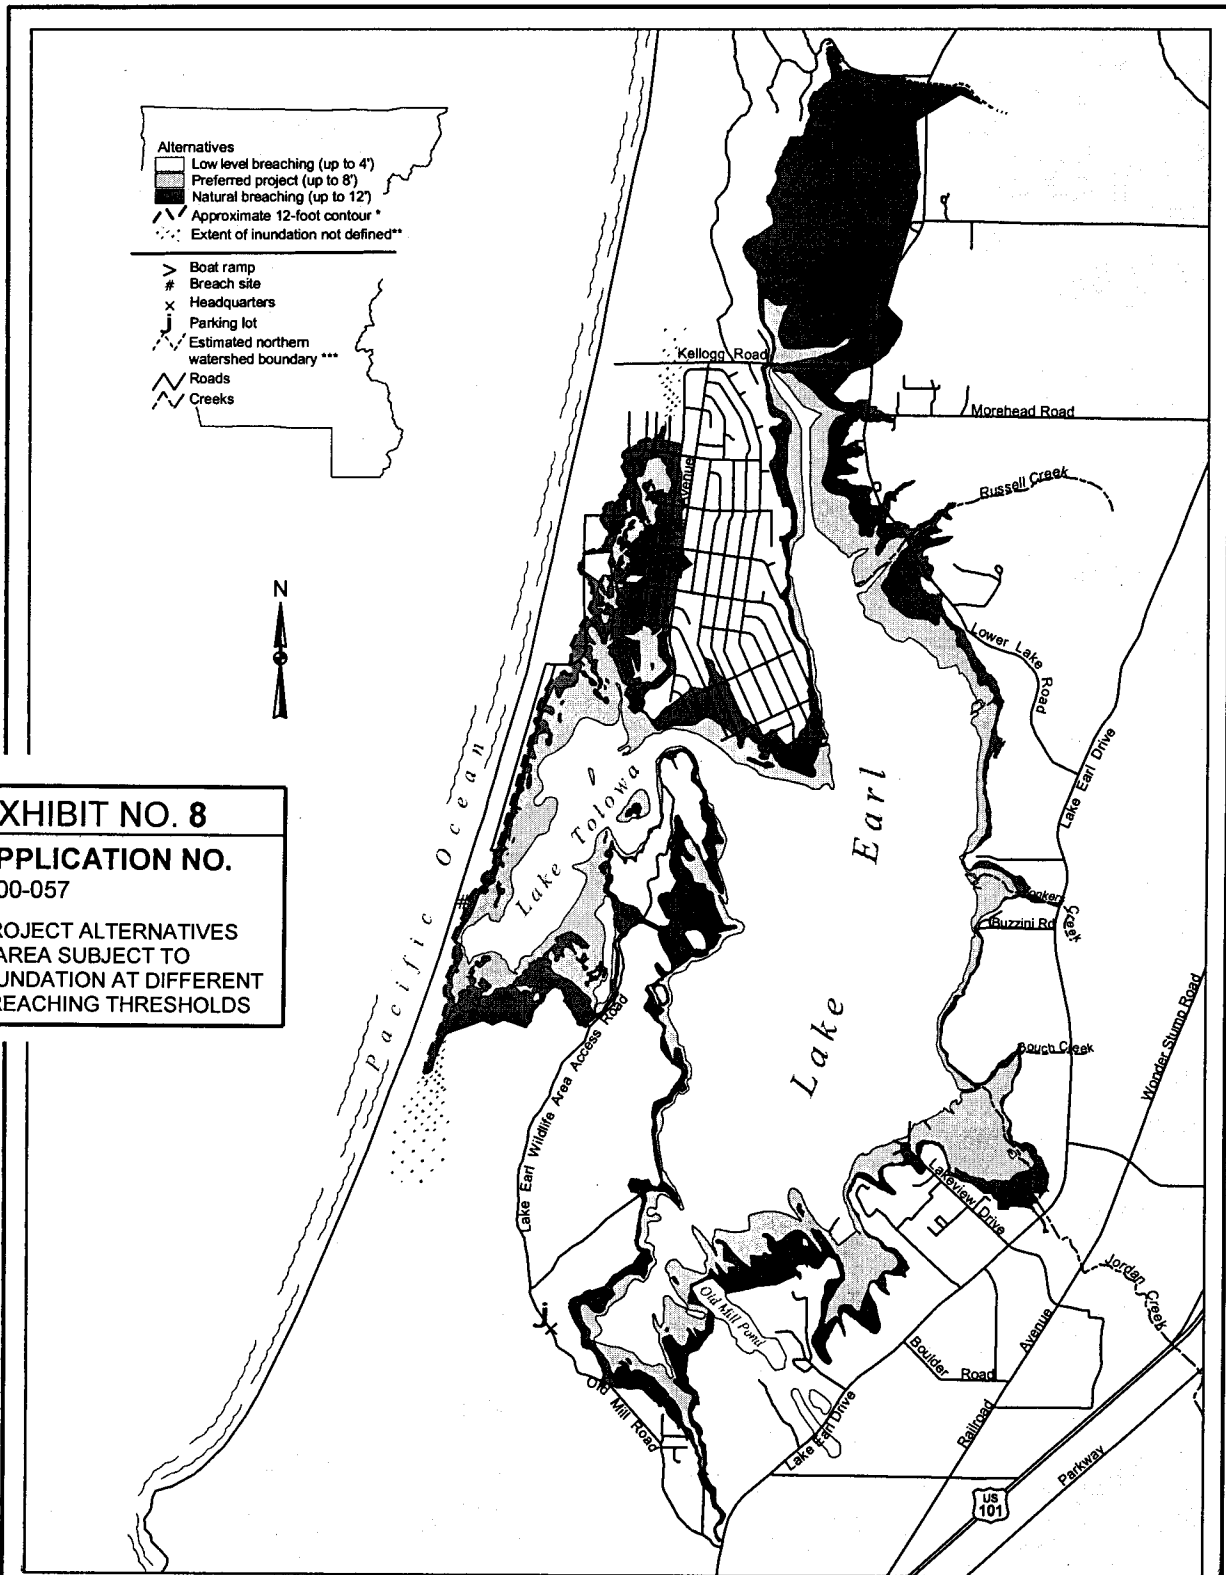 Alternatives
Low level breaching (up to 4')
Preferred project (up to 8')
Natural breaching (up to 12')
Approximate 12-foot contour *
Extent of inundation not defined**
> Boat ramp
# Breach site
x Headquarters
Parking lot
Estimated northern
watershed boundary ***
Roads
Creeks
Kellogg Road
Morehead Road
Avenue
Russell Creek
N
Lower Lake Road
Lake Earl Drive
XHIBIT NO. 8
PPLICATION NO.
00-057
ROJECT ALTERNATIVES
AREA SUBJECT TO
UNDATION AT DIFFERENT
REACHING THRESHOLDS
Pacific Ocean
#
Lake Tolowa
Lake Earl
Creek
Buzzini Rd
Wonder Stump Road
Lake Earl Wildlife Area Access Road
Lakeview Drive
Jordan Creek
Old Mill Pond
Boulder Road
Railroad Avenue
Old Mill Road
Lake Earl Drive
Parkway
US
101